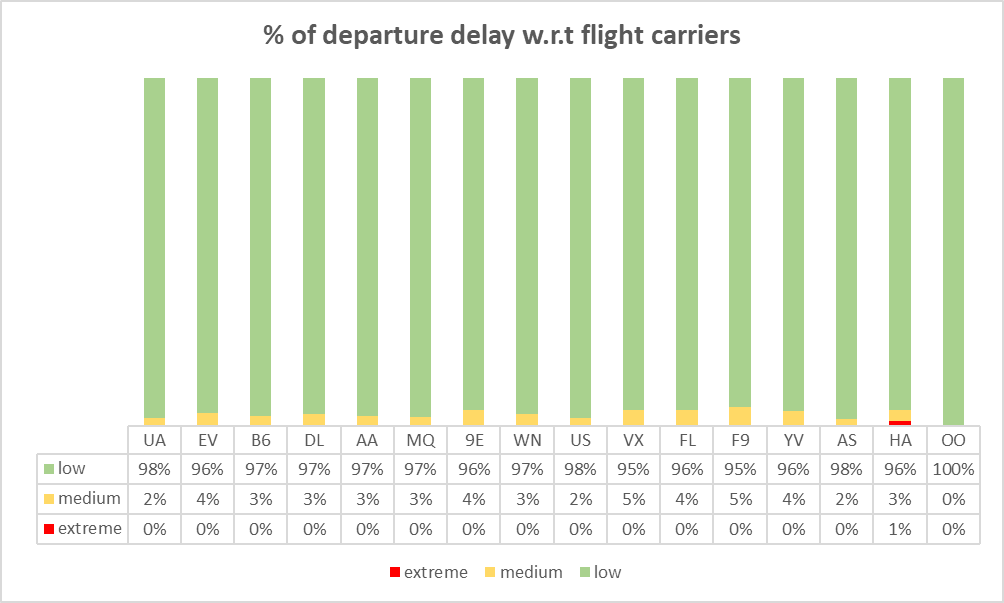 % of departure delay w.r.t flight carriers
UA EV B6 DL AA MQ 9E WN US VX FL F9 YV AS HA OO
low 98% 96% 97% 97% 97% 97% 96% 97% 98% 95% 96% 95% 96% 98% 96% 100%
medium 2% 4% 3% 3% 3% 3% 4% 3% 2% 5% 4% 5% 4% 2% 3% 0%
extreme 0% 0% 0% 0% 0% 0% 0% 0% 0% 0% 0% 0% 0% 0% 1% 0%
extreme medium low